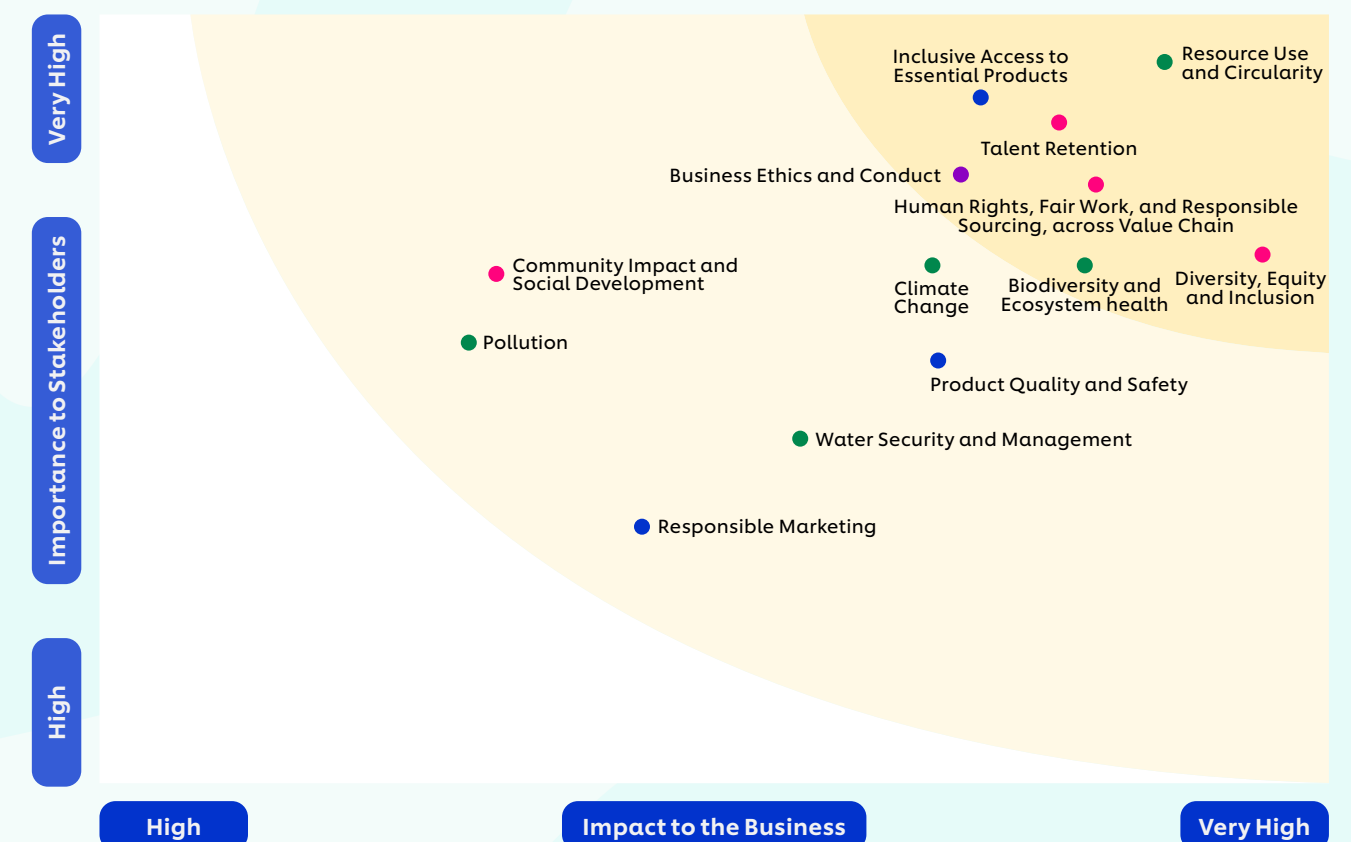 Very High
Importance to Stakeholders
High
Inclusive Access to
Essential Products
Resource Use
and Circularity
Talent Retention
Business Ethics and Conduct
Human Rights, Fair Work, and Responsible
Sourcing, across Value Chain
Community Impact and
Social Development
Climate
Change
Biodiversity and
Ecosystem health
Diversity, Equity
and Inclusion
Pollution
Product Quality and Safety
Water Security and Management
Responsible Marketing
High
Impact to the Business
Very High